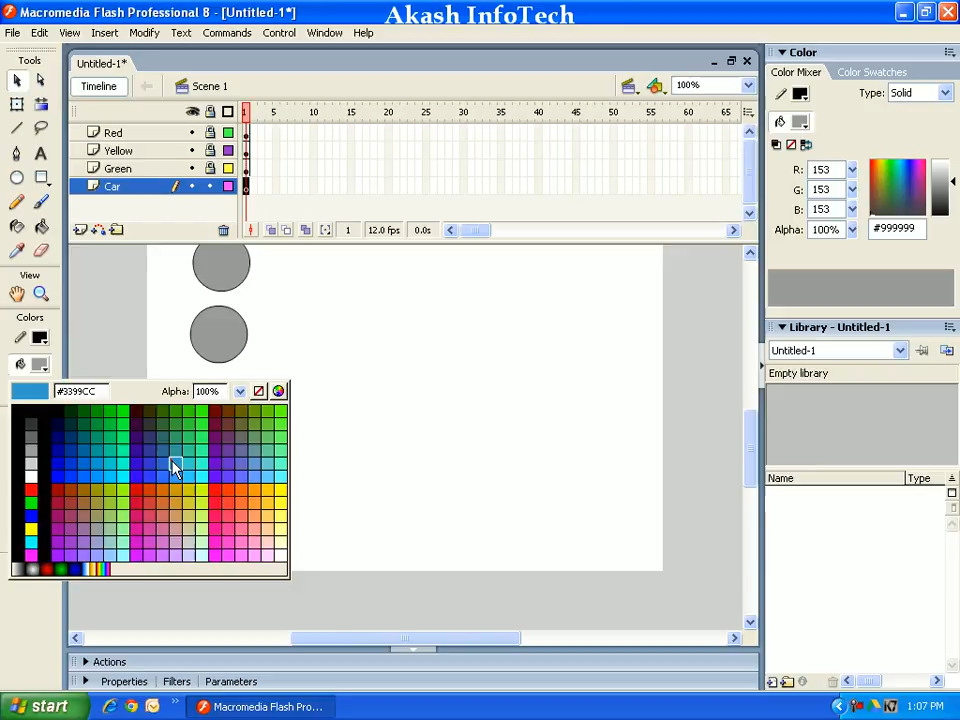 Macromedia Flash Professional 8 - [Untitled-1*]
Akash InfoTech
File Edit View Insert Modify Text Commands Control Window Help
Tools
Untitled-1*
Timeline
Scene 1
100%
1 5 10 15 20 25 30 35 40 45 50 55 60 65
Red
Yellow
Green
Car
1 12.0 fps 0.0s
View
Colors
#3399CC
Alpha: 100%
Actions
Properties Filters Parameters
Color
Color Mixer Color Swatches
Type: Solid
R: 153
G: 153
B: 153
Alpha: 100% #999999
Library - Untitled-1
Untitled-1
Empty library
Name Type
start
Macromedia Flash Pro...
K7
1:07 PM